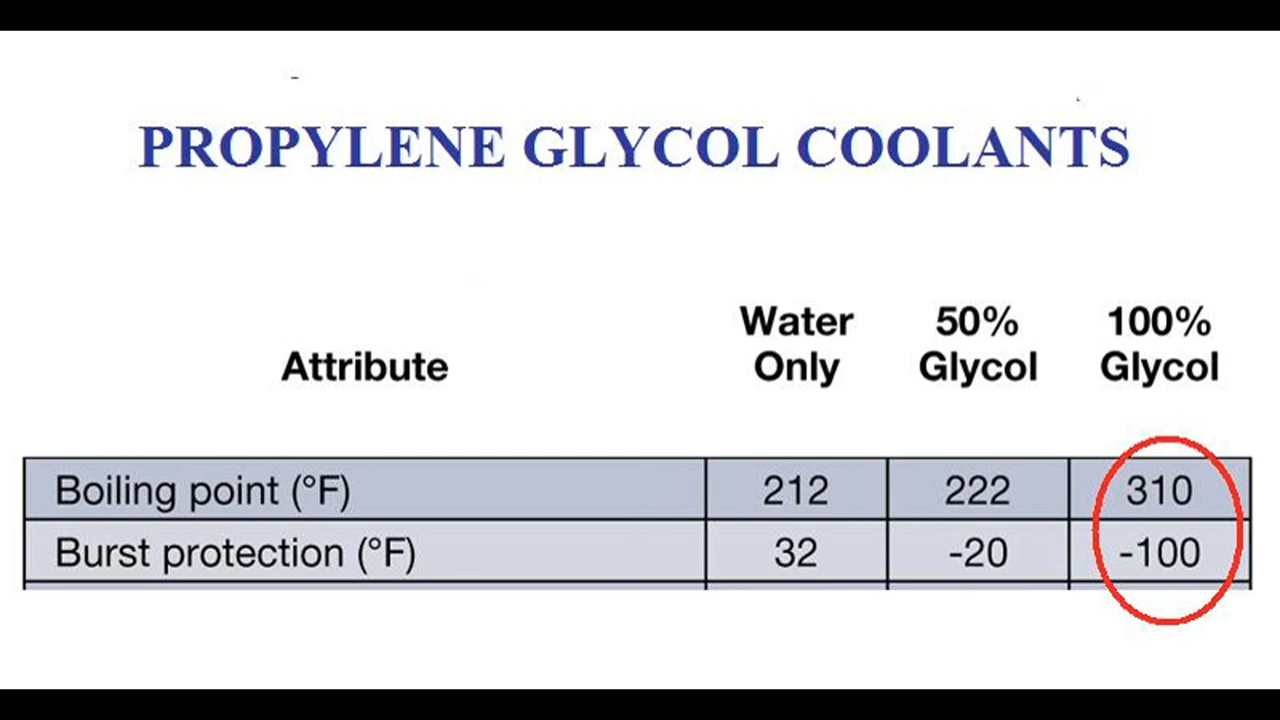 PROPYLENE GLYCOL COOLANTS
Attribute Water Only 50% Glycol 100% Glycol
Boiling point (°F) 212 222 310
Burst protection (°F) 32 -20 -100